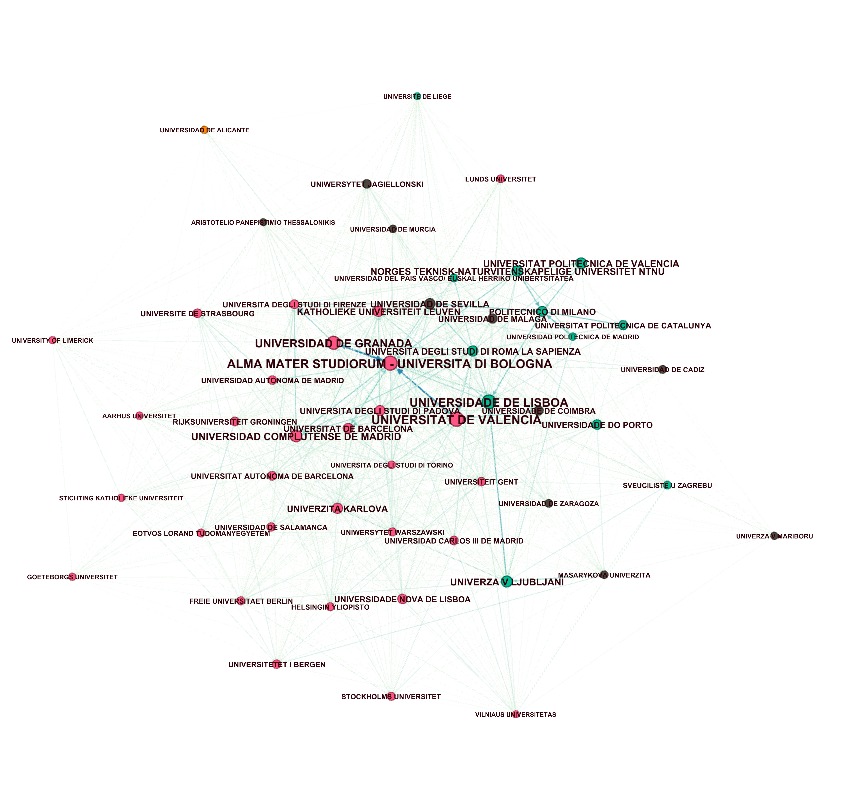 UNIVERSITE DE LIEGE
UNIVERSIDAD DE ALICANTE
LUNDS UNIVERSITET
UNIWERSYTET JAGIELLONSKI
ARISTOTELIO PANEPISTIMIO THESSALONIKIS
UNIVERSIDAD DE MURCIA
UNIVERSITAT POLITECNICA DE VALENCIA
NORGES TEKNISK-NATURVITENSKAPELIGE UNIVERSITET NTNU
UNIVERSIDAD DEL PAIS VASCO/ EUSKAL HERRIKO UNIBERTSITATEA
UNIVERSITA DEGLI STUDI DI FIRENZE
UNIVERSIDAD DE SEVILLA
KATHOLIEKE UNIVERSITEIT LEUVEN
POLITECNICO DI MILANO
UNIVERSITE DE STRASBOURG
UNIVERSIDAD DE MALAGA
UNIVERSITAT POLITECNICA DE CATALUNYA
UNIVERSIDAD POLITECNICA DE MADRID
UNIVERSITY OF LIMERICK
UNIVERSIDAD DE GRANADA
UNIVERSITA DEGLI STUDI DI ROMA LA SAPIENZA
ALMA MATER STUDIORUM - UNIVERSITA DI BOLOGNA
UNIVERSIDAD DE CADIZ
UNIVERSIDAD AUTONOMA DE MADRID
UNIVERSIDADE DE LISBOA
UNIVERSITA DEGLI STUDI DI PADOVA
UNIVERSIDADE DE COIMBRA
AARHUS UNIVERSITET
RIJKSUNIVERSITEIT GRONINGEN
UNIVERSITAT DE VALENCIA
UNIVERSIDADE DO PORTO
UNIVERSITAT DE BARCELONA
UNIVERSIDAD COMPLUTENSE DE MADRID
UNIVERSITA DEGLI STUDI DI TORINO
UNIVERSITAT AUTONOMA DE BARCELONA
UNIVERSITEIT GENT
SVEUCILISTE U ZAGREBU
STICHTING KATHOLIEKE UNIVERSITEIT
UNIVERSIDAD DE ZARAGOZA
UNIVERZITA KARLOVA
UNIVERSIDAD DE SALAMANCA
EOTVOS LORAND TUDOMANYEGYETEM
UNIWERSYTET WARSZAWSKI
UNIVERSIDAD CARLOS III DE MADRID
UNIVERZA V MARIBORU
GOETEBORGS UNIVERSITET
MASARYKOVA UNIVERZITA
UNIVERZA V LJUBLJANI
FREIE UNIVERSITAET BERLIN
UNIVERSIDADE NOVA DE LISBOA
HELSINGIN YLIOPISTO
UNIVERSITETET I BERGEN
STOCKHOLMS UNIVERSITET
VILNIAUS UNIVERSITETAS